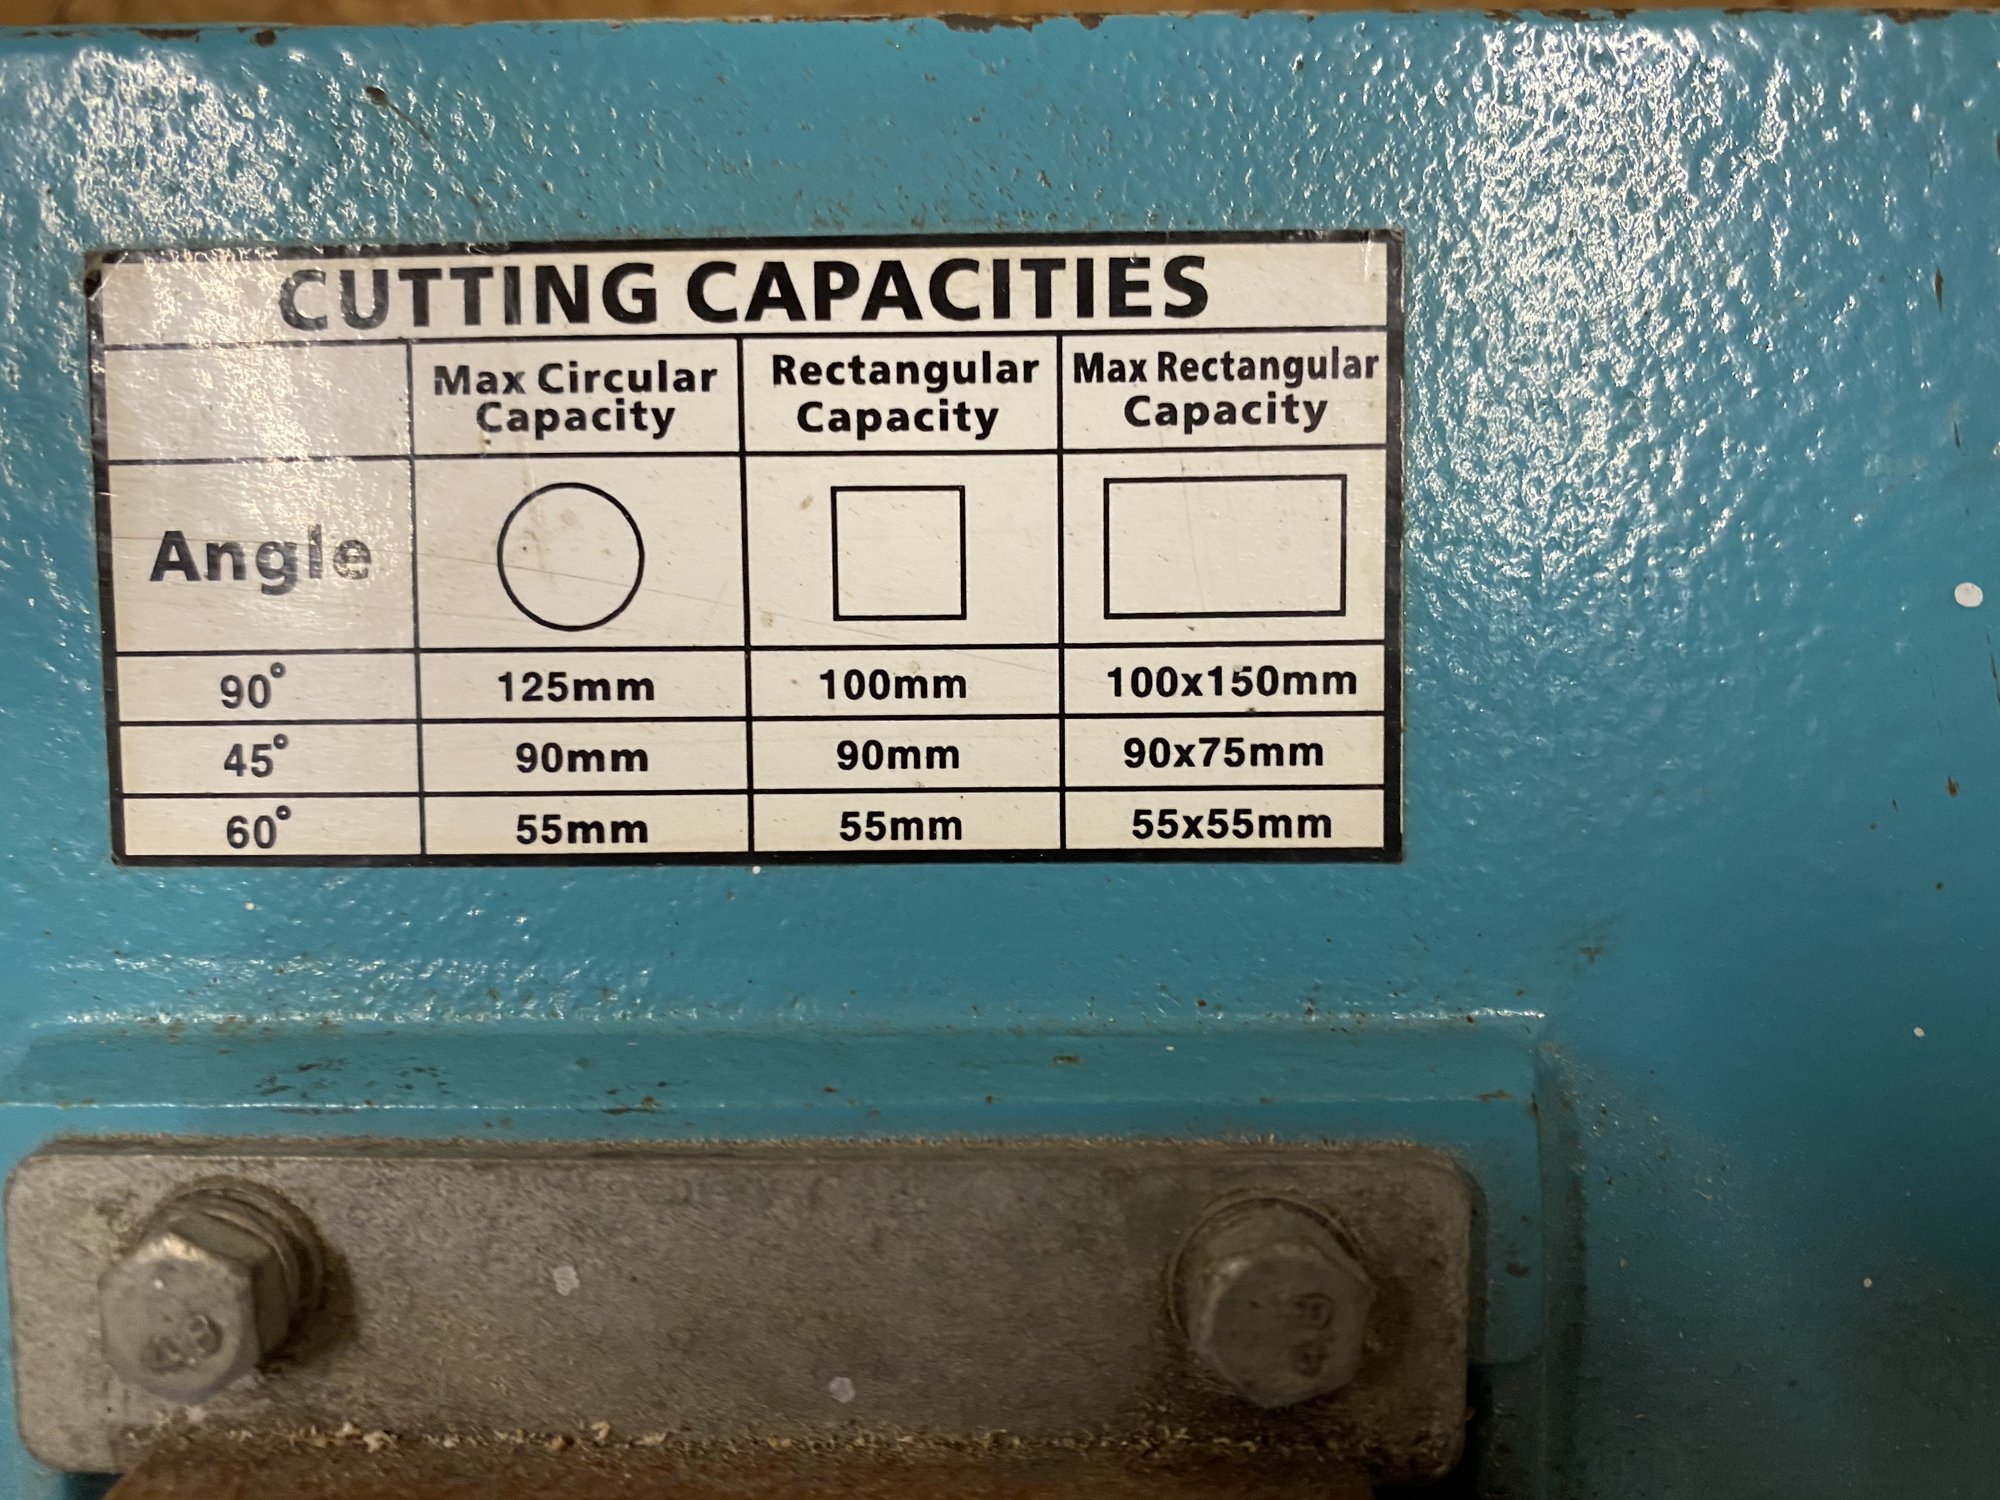 CUTTING CAPACITIES
Max Circular Capacity
Rectangular Capacity
Max Rectangular Capacity
Angle
90° 125mm 100mm 100x150mm
45° 90mm 90mm 90x75mm
60° 55mm 55mm 55x55mm